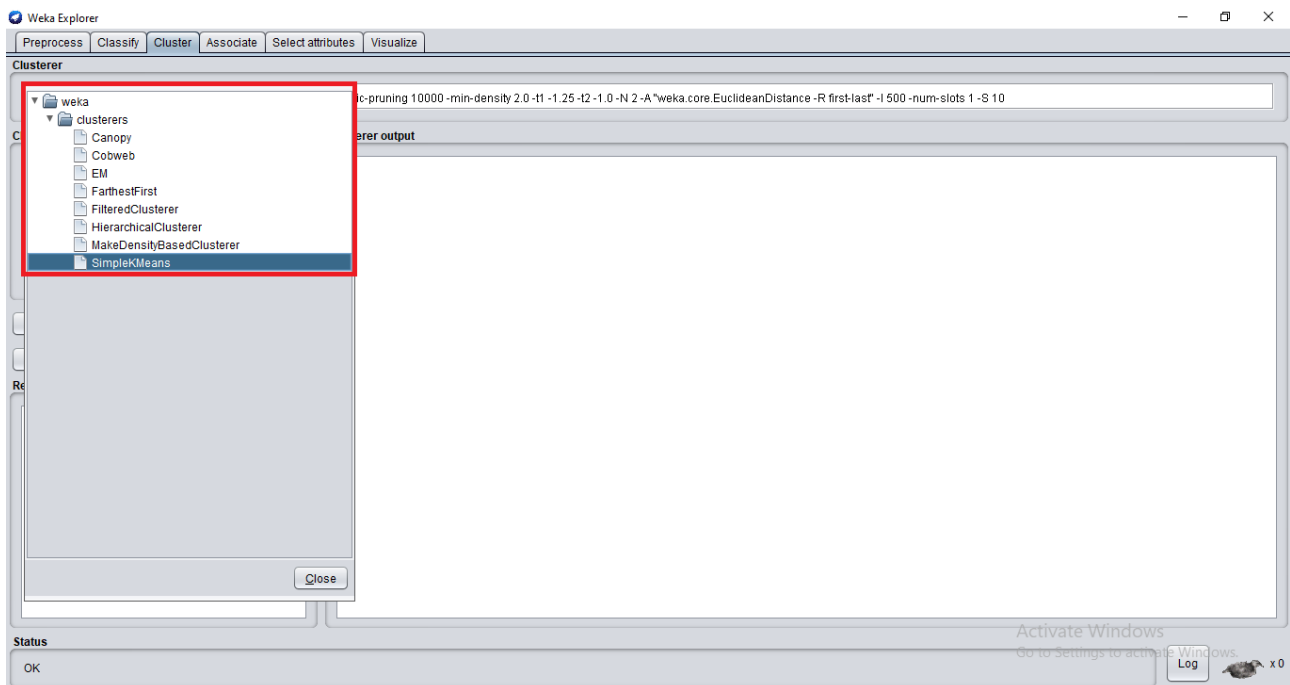 Weka Explorer
Preprocess Classify Cluster Associate Select attributes Visualize
Clusterer
ic-pruning 10000 -min-density 2.0 -t1 -1.25 -t2 -1.0 -N 2 -A "weka.core.EuclideanDistance -R first-last" -I 500 -num-slots 1 -S 10
weka
clusterers
Canopy
Cobweb
EM
FarthestFirst
FilteredClusterer
HierarchicalClusterer
MakeDensityBasedClusterer
SimpleKMeans
Cl
erer output
Re
Close
Status
OK
Activate Windows
Go to Settings to activate Windows.
Log
x 0